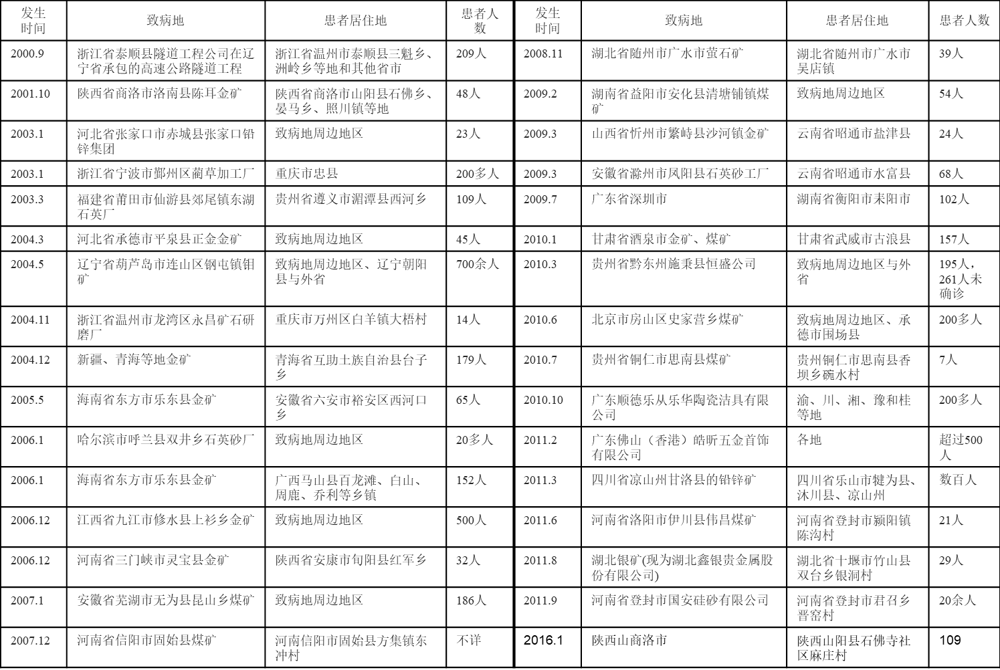 发生
时间
致病地
患者居住地
患者人
数
发生
时间
致病地
患者居住地
患者人数
2000.9
浙江省泰顺县隧道工程公司在辽
宁省承包的高速公路隧道工程
浙江省温州市泰顺县三魁乡、
洲岭乡等地和其他省市
209人
2008.11
湖北省随州市广水市萤石矿
湖北省随州市广水市
吴店镇
39人
2001.10
陕西省商洛市洛南县陈耳金矿
陕西省商洛市山阳县石佛乡、
晏马乡、照川镇等地
48人
2009.2
湖南省益阳市安化县清塘铺镇煤
矿
致病地周边地区
54人
2003.1
河北省张家口市赤城县张家口铅
锌集团
致病地周边地区
23人
2009.3
山西省忻州市繁峙县沙河镇金矿
云南省昭通市盐津县
24人
2003.1
浙江省宁波市鄞州区蔺草加工厂
重庆市忠县
200多人
2009.3
安徽省滁州市凤阳县石英砂工厂
云南省昭通市水富县
68人
2003.3
福建省莆田市仙游县郊尾镇东湖
石英厂
贵州省遵义市湄潭县西河乡
109人
2009.7
广东省深圳市
湖南省衡阳市耒阳市
102人
2004.3
河北省承德市平泉县正金金矿
致病地周边地区
45人
2010.1
甘肃省酒泉市金矿、煤矿
甘肃省武威市古浪县
157人
2004.5
辽宁省葫芦岛市连山区钢屯镇钼
矿
致病地周边地区、辽宁朝阳
县与外省
700余人
2010.3
贵州省黔东州施秉县恒盛公司
致病地周边地区与外
省
195人，
261人未
确诊
2004.11
浙江省温州市龙湾区永昌矿石研
磨厂
重庆市万州区白羊镇大梧村
14人
2010.6
北京市房山区史家营乡煤矿
致病地周边地区、承
德市围场县
200多人
2004.12
新疆、青海等地金矿
青海省互助土族自治县台子
乡
179人
2010.7
贵州省铜仁市思南县煤矿
贵州铜仁市思南县香
坝乡碗水村
7人
2005.5
海南省东方市乐东县金矿
安徽省六安市裕安区西河口
乡
65人
2010.10
广东顺德乐从乐华陶瓷洁具有限
公司
渝、川、湘、豫和桂
等地
200多人
2006.1
哈尔滨市呼兰县双井乡石英砂厂
致病地周边地区
20多人
2011.2
广东佛山（香港）皓昕五金首饰
有限公司
各地
超过500
人
2006.1
海南省东方市乐东县金矿
广西马山县百龙滩、白山、
周鹿、乔利等乡镇
152人
2011.3
四川省凉山州甘洛县的铅锌矿
四川省乐山市犍为县、
沐川县、凉山州
数百人
2006.12
江西省九江市修水县上衫乡金矿
致病地周边地区
500人
2011.6
河南省洛阳市伊川县伟昌煤矿
河南省登封市颍阳镇
陈沟村
21人
2006.12
河南省三门峡市灵宝县金矿
陕西省安康市旬阳县红军乡
32人
2011.8
湖北银矿(现为湖北鑫银贵金属股
份有限公司)
湖北省十堰市竹山县
双台乡银洞村
29人
2007.1
安徽省芜湖市无为县昆山乡煤矿
致病地周边地区
186人
2011.9
河南省登封市国安硅砂有限公司
河南省登封市君召乡
晋窑村
20余人
2007.12
河南省信阳市固始县煤矿
河南信阳市固始县方集镇东
冲村
不详
2016.1
陕西山商洛市
陕西山阳县石佛寺社
区麻庄村
109